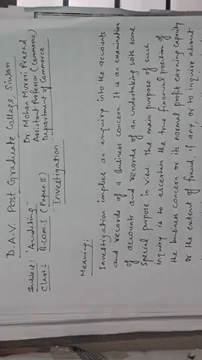 D.A.V. Post Graduate College Siwan
Subject: 'Auditing'
Dr. Mohan Murari Prasad
Assistant Professor (Commerce)
Class: B.com. I (Paper II)
Department of Commerce
Investigation
Meaning:
Investigation implies an enquiry into the accounts
and records of a business concern. It is an examination
of accounts and records of an undertaking with some
special purpose in view. The main purpose of such
inquiry is to ascertain the true financial position of
the business concern or its normal profit earning capacity
or the extent of fraud, if any or to inquire about